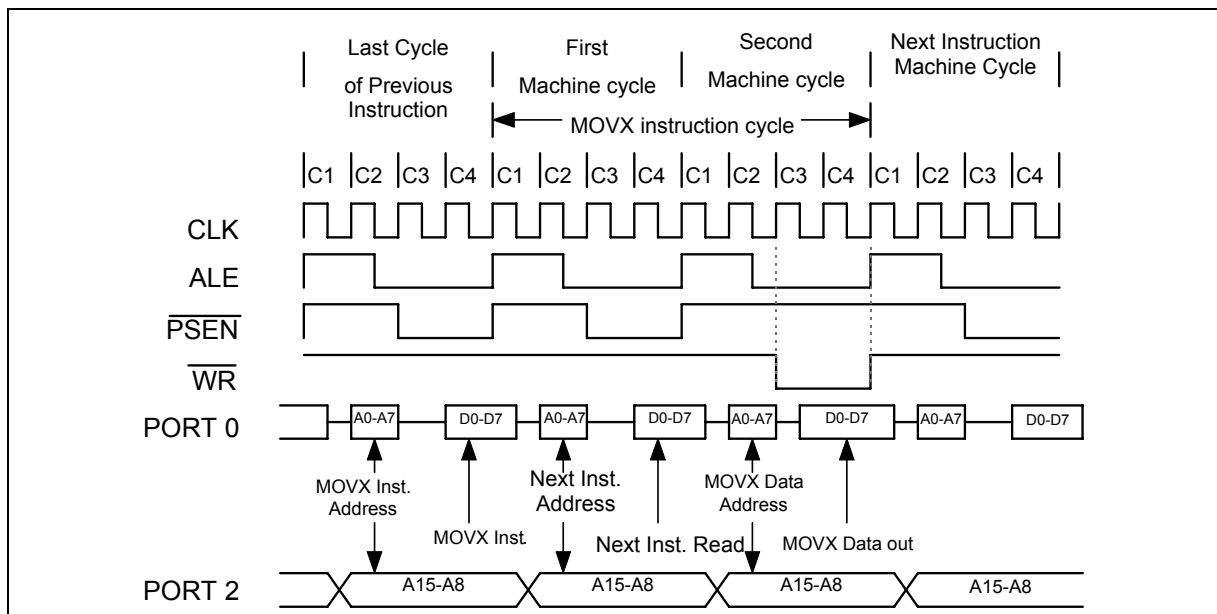 Last Cycle
of Previous
Instruction
First
Machine cycle
Second
Machine cycle
Next Instruction
Machine Cycle
MOVX instruction cycle
C1 C2 C3 C4 C1 C2 C3 C4 C1 C2 C3 C4 C1 C2 C3 C4
CLK
ALE
PSEN
WR
PORT 0
A0-A7 D0-D7 A0-A7 D0-D7 A0-A7 D0-D7 A0-A7 D0-D7
MOVX Inst.
Address
MOVX Inst.
Next Inst.
Address
Next Inst. Read
MOVX Data
Address
MOVX Data out
PORT 2
A15-A8 A15-A8 A15-A8 A15-A8